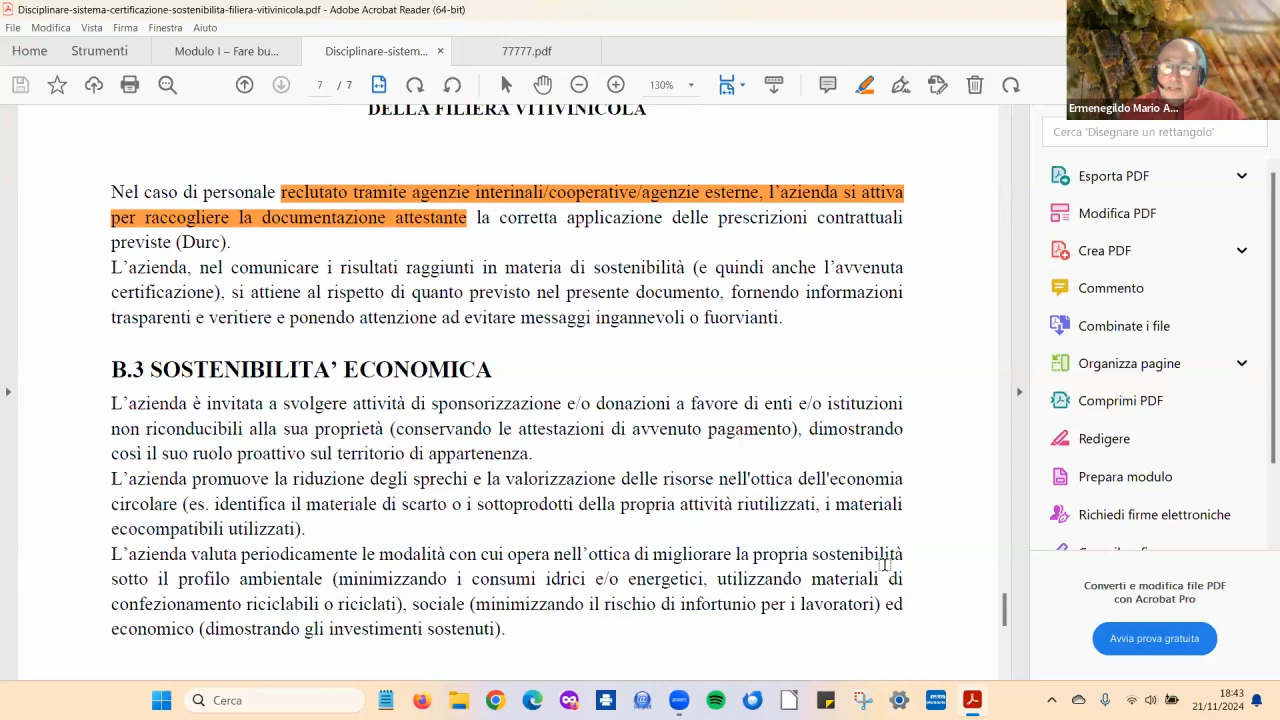 Disciplinare-sistema-certificazione-sostenibilita-filiera-vitivinicola.pdf - Adobe Acrobat Reader (64-bit)
File Modifica Vista Firma Finestra Aiuto
Home Strumenti Modulo I – Fare bu... Disciplinare-sistem... × 77777.pdf
7 / 7 130%
Ermenegildo Mario A...
DELLA FILIERA VITIVINICOLA
Nel caso di personale reclutato tramite agenzie interinali/cooperative/agenzie esterne, l’azienda si attiva
per raccogliere la documentazione attestante la corretta applicazione delle prescrizioni contrattuali
previste (Durc).
L’azienda, nel comunicare i risultati raggiunti in materia di sostenibilità (e quindi anche l’avvenuta
certificazione), si attiene al rispetto di quanto previsto nel presente documento, fornendo informazioni
trasparenti e veritiere e ponendo attenzione ad evitare messaggi ingannevoli o fuorvianti.
B.3 SOSTENIBILITA’ ECONOMICA
L’azienda è invitata a svolgere attività di sponsorizzazione e/o donazioni a favore di enti e/o istituzioni
non riconducibili alla sua proprietà (conservando le attestazioni di avvenuto pagamento), dimostrando
così il suo ruolo proattivo sul territorio di appartenenza.
L’azienda promuove la riduzione degli sprechi e la valorizzazione delle risorse nell'ottica dell'economia
circolare (es. identifica il materiale di scarto o i sottoprodotti della propria attività riutilizzati, i materiali
ecocompatibili utilizzati).
L’azienda valuta periodicamente le modalità con cui opera nell’ottica di migliorare la propria sostenibilità
sotto il profilo ambientale (minimizzando i consumi idrici e/o energetici, utilizzando materiali di
confezionamento riciclabili o riciclati), sociale (minimizzando il rischio di infortunio per i lavoratori) ed
economico (dimostrando gli investimenti sostenuti).
Cerca 'Disegnare un rettangolo'
Esporta PDF
Modifica PDF
Crea PDF
Commento
Combinate i file
Organizza pagine
Comprimi PDF
Redigere
Prepara modulo
Richiedi firme elettroniche
Converti e modifica file PDF
con Acrobat Pro
Avvia prova gratuita
Cerca
18:43
21/11/2024